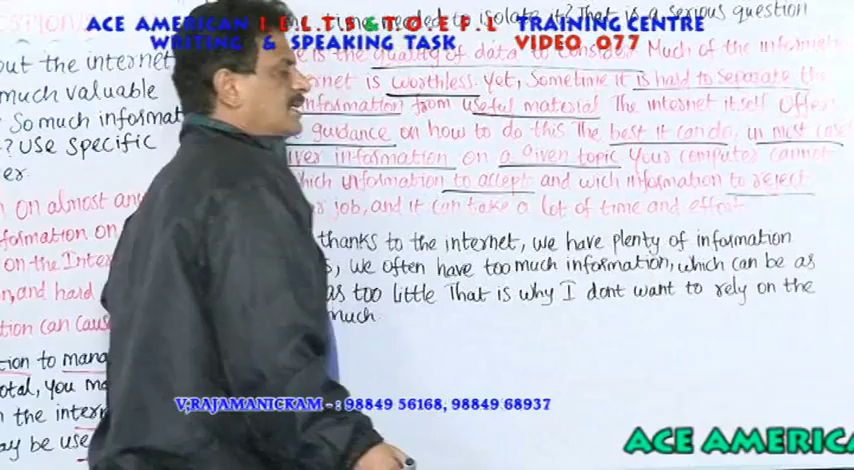 ACE AMERICAN I E L T S & T O E F L TRAINING CENTRE
WRITING & SPEAKING TASK VIDEO 077
time needed to isolate it? That is a serious question
is the quality of data to consider. Much of the
is worthless. Yet, Sometime it is hard to Separate the
information from useful material The internet itself Offers
guidance on how to do this The best it can do, in most cases
information on a given topic Your computer cannot
which information to accept and wich information to reject
job, and it can take a lot of time and effort
thanks to the internet, we have plenty of information
, we often have too much information, which can be as
as too little That is why I dont want to rely on the
much.
out the internet
much valuable
So much informat
? Use Specific
er.
on almost any
formation on
on the Inter
n, and hard
tion can caus
tion to mana
total, you ma
the inter
ay be use
V,RAJAMANICKAM - : 98849 56168, 98849 68937
ACE AMERICA